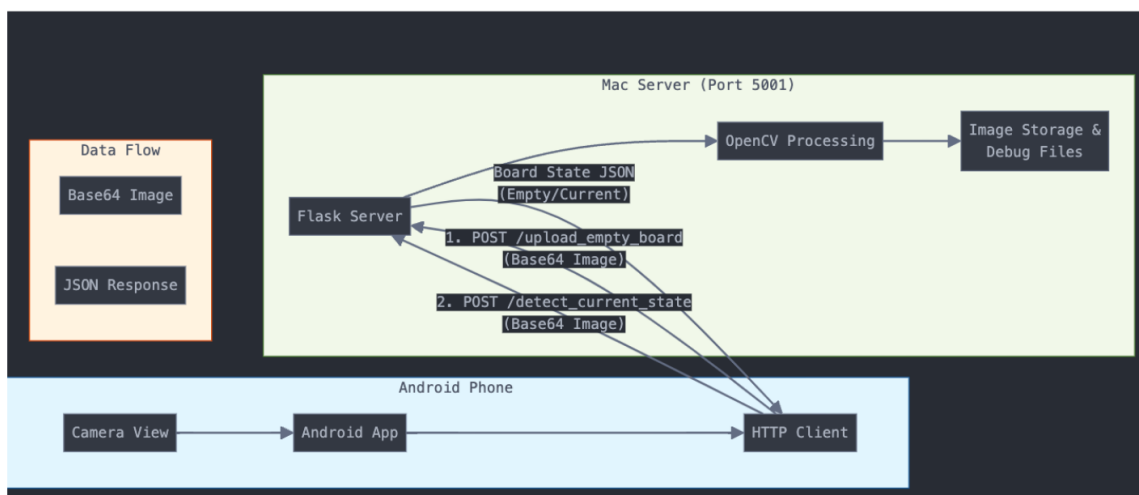 Mac Server (Port 5001)
Data Flow
Base64 Image
JSON Response
Flask Server
OpenCV Processing
Image Storage &
Debug Files
Board State JSON
(Empty/Current)
1. POST /upload_empty_board
(Base64 Image)
2. POST /detect_current_state
(Base64 Image)
Android Phone
Camera View
Android App
HTTP Client